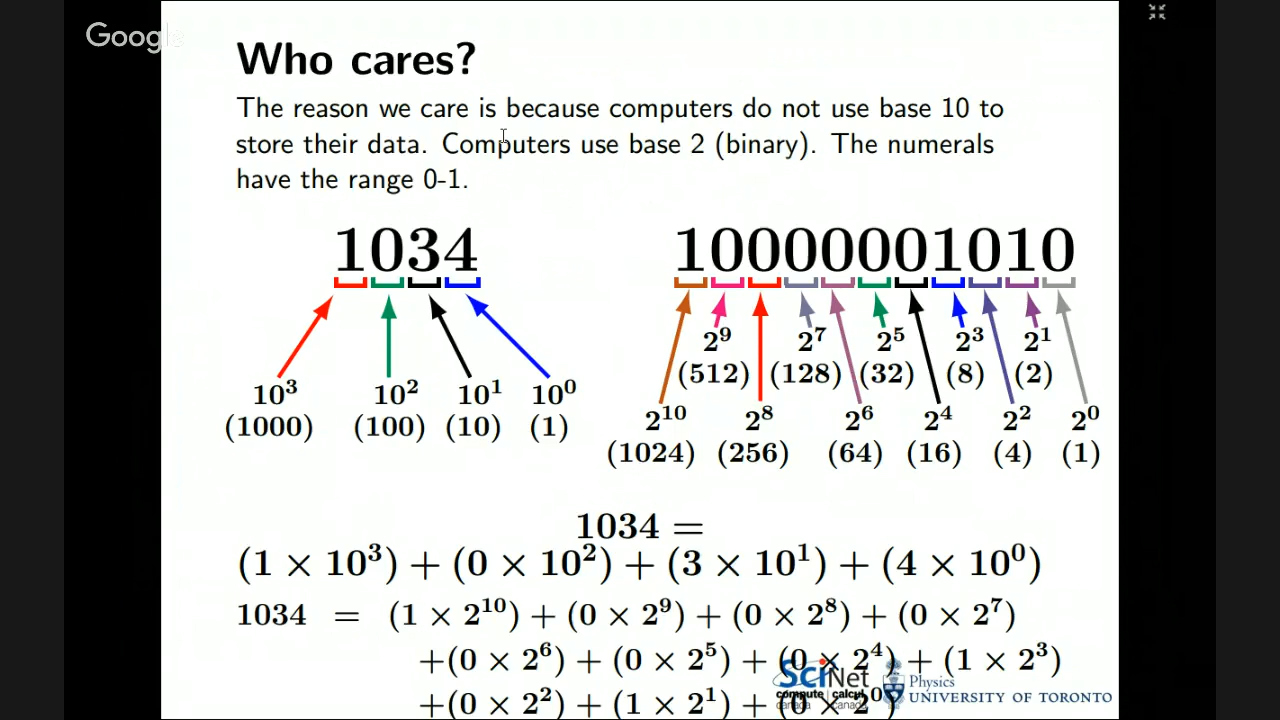 Google
Who cares?
The reason we care is because computers do not use base 10 to
store their data. Computers use base 2 (binary). The numerals
have the range 0-1.
1034
10000001010
10³ 10² 10¹ 10⁰
(1000) (100) (10) (1)
2⁹ 2⁷ 2⁵ 2³ 2¹
(512) (128) (32) (8) (2)
2¹⁰ 2⁸ 2⁶ 2⁴ 2² 2⁰
(1024) (256) (64) (16) (4) (1)
1034 =
(1 × 10³) + (0 × 10²) + (3 × 10¹) + (4 × 10⁰)
1034 = (1 × 2¹⁰) + (0 × 2⁹) + (0 × 2⁸) + (0 × 2⁷)
+(0 × 2⁶) + (0 × 2⁵) + (0 × 2⁴) + (1 × 2³)
+(0 × 2²) + (1 × 2¹) + (0 × 2⁰)
SciNet
compute calcul
canada canada
Physics
UNIVERSITY OF TORONTO